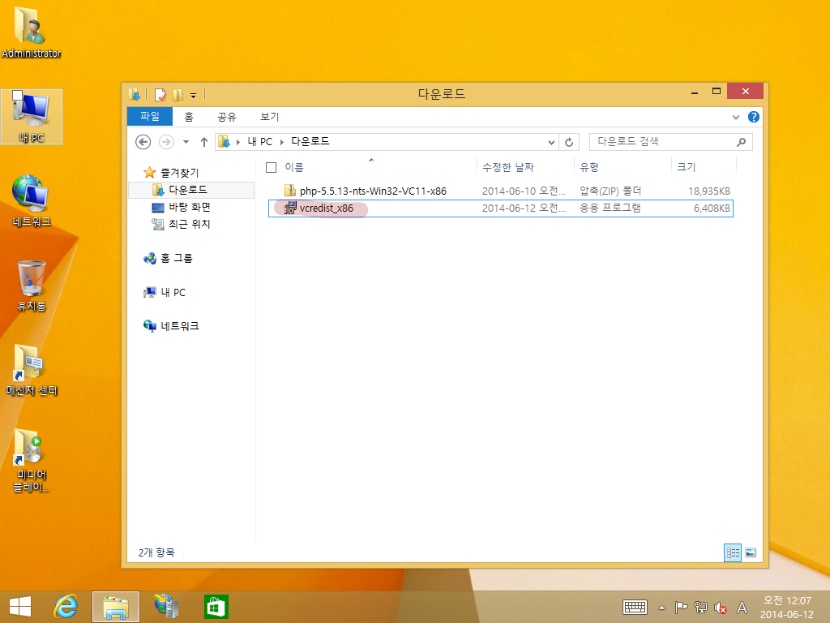 Administrator
내 PC
네트워크
휴지통
메신저 센터
미디어
플레이...
다운로드
파일
홈
공유
보기
내 PC
다운로드
다운로드 검색
즐겨찾기
다운로드
바탕 화면
최근 위치
홈 그룹
내 PC
네트워크
이름 수정한 날짜 유형 크기
php-5.5.13-nts-Win32-VC11-x86 2014-06-10 오전... 압축(ZIP) 폴더 18,935KB
vcredist_x86 2014-06-12 오전... 응용 프로그램 6,408KB
2개 항목
A
오전 12:07
2014-06-12